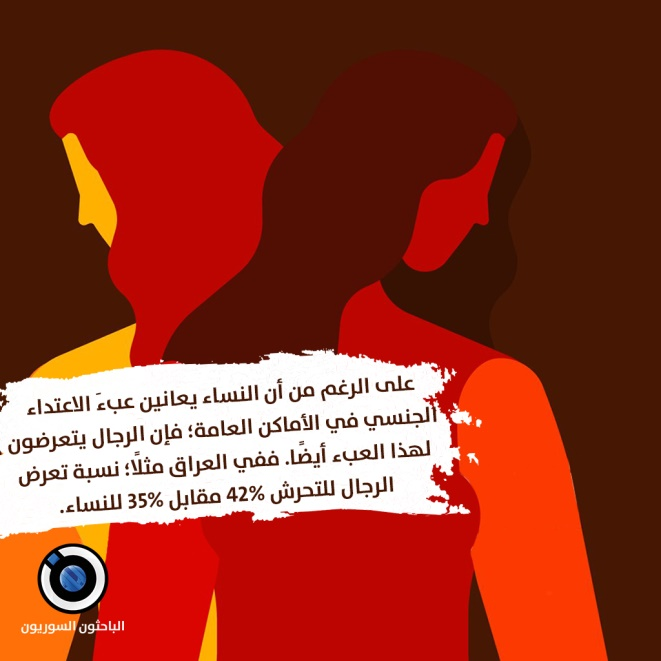 على الرغم من أن النساء يعانين عبءَ الاعتداء
الجنسي في الأماكن العامة؛ فإن الرجال يتعرضون
لهذا العبء أيضًا. ففي العراق مثلًا؛ نسبة تعرض
الرجال للتحرش 42% مقابل 35% للنساء.
الباحثون السوريون